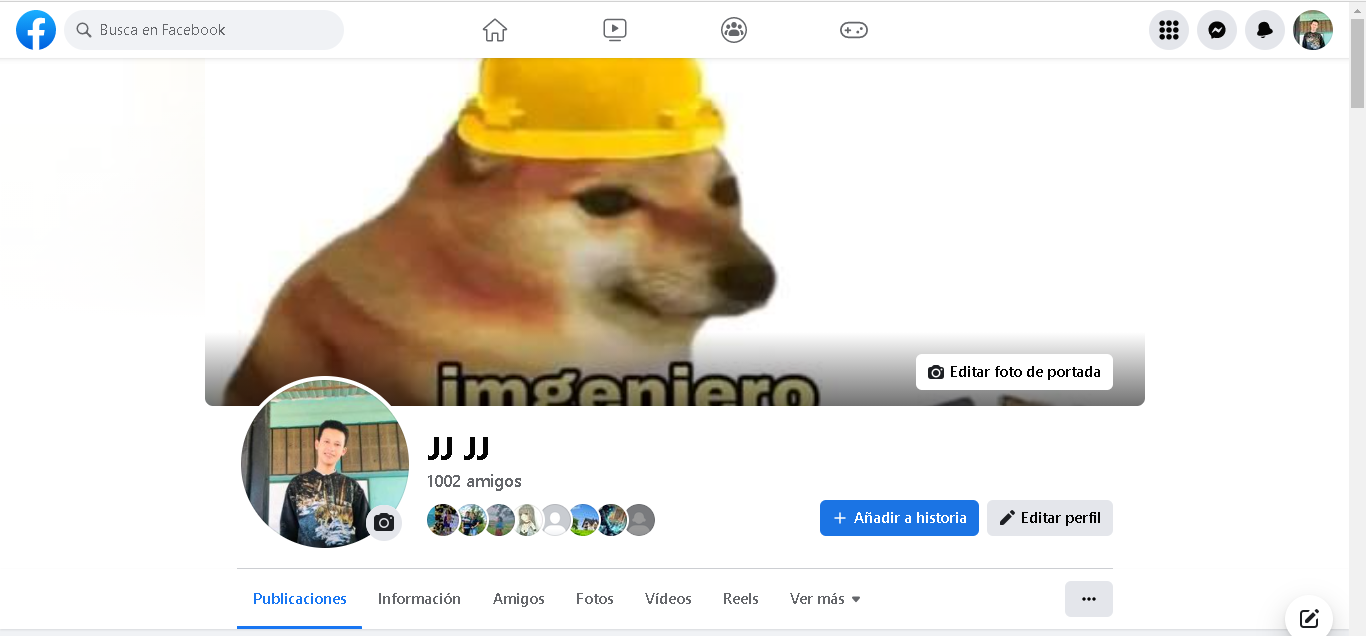 Busca en Facebook
imgeniero
Editar foto de portada
JJ JJ
1002 amigos
Añadir a historia
Editar perfil
Publicaciones Información Amigos Fotos Vídeos Reels Ver más